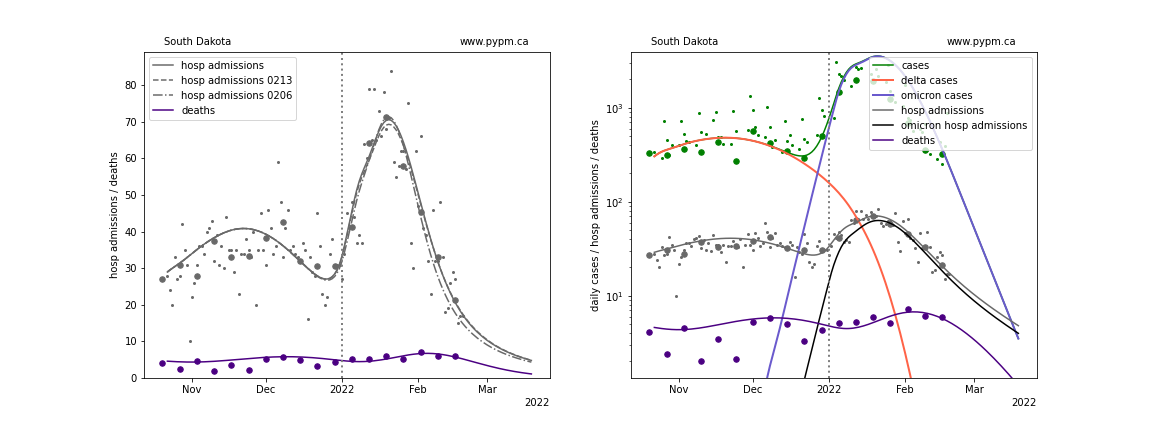 South Dakota www.pypm.ca
hosp admissions
hosp admissions 0213
hosp admissions 0206
deaths
hosp admissions / deaths
80
70
60
50
40
30
20
10
0
Nov Dec 2022 Feb Mar
2022
South Dakota www.pypm.ca
cases
delta cases
omicron cases
hosp admissions
omicron hosp admissions
deaths
daily cases / hosp admissions / deaths
10³
10²
10¹
Nov Dec 2022 Feb Mar
2022